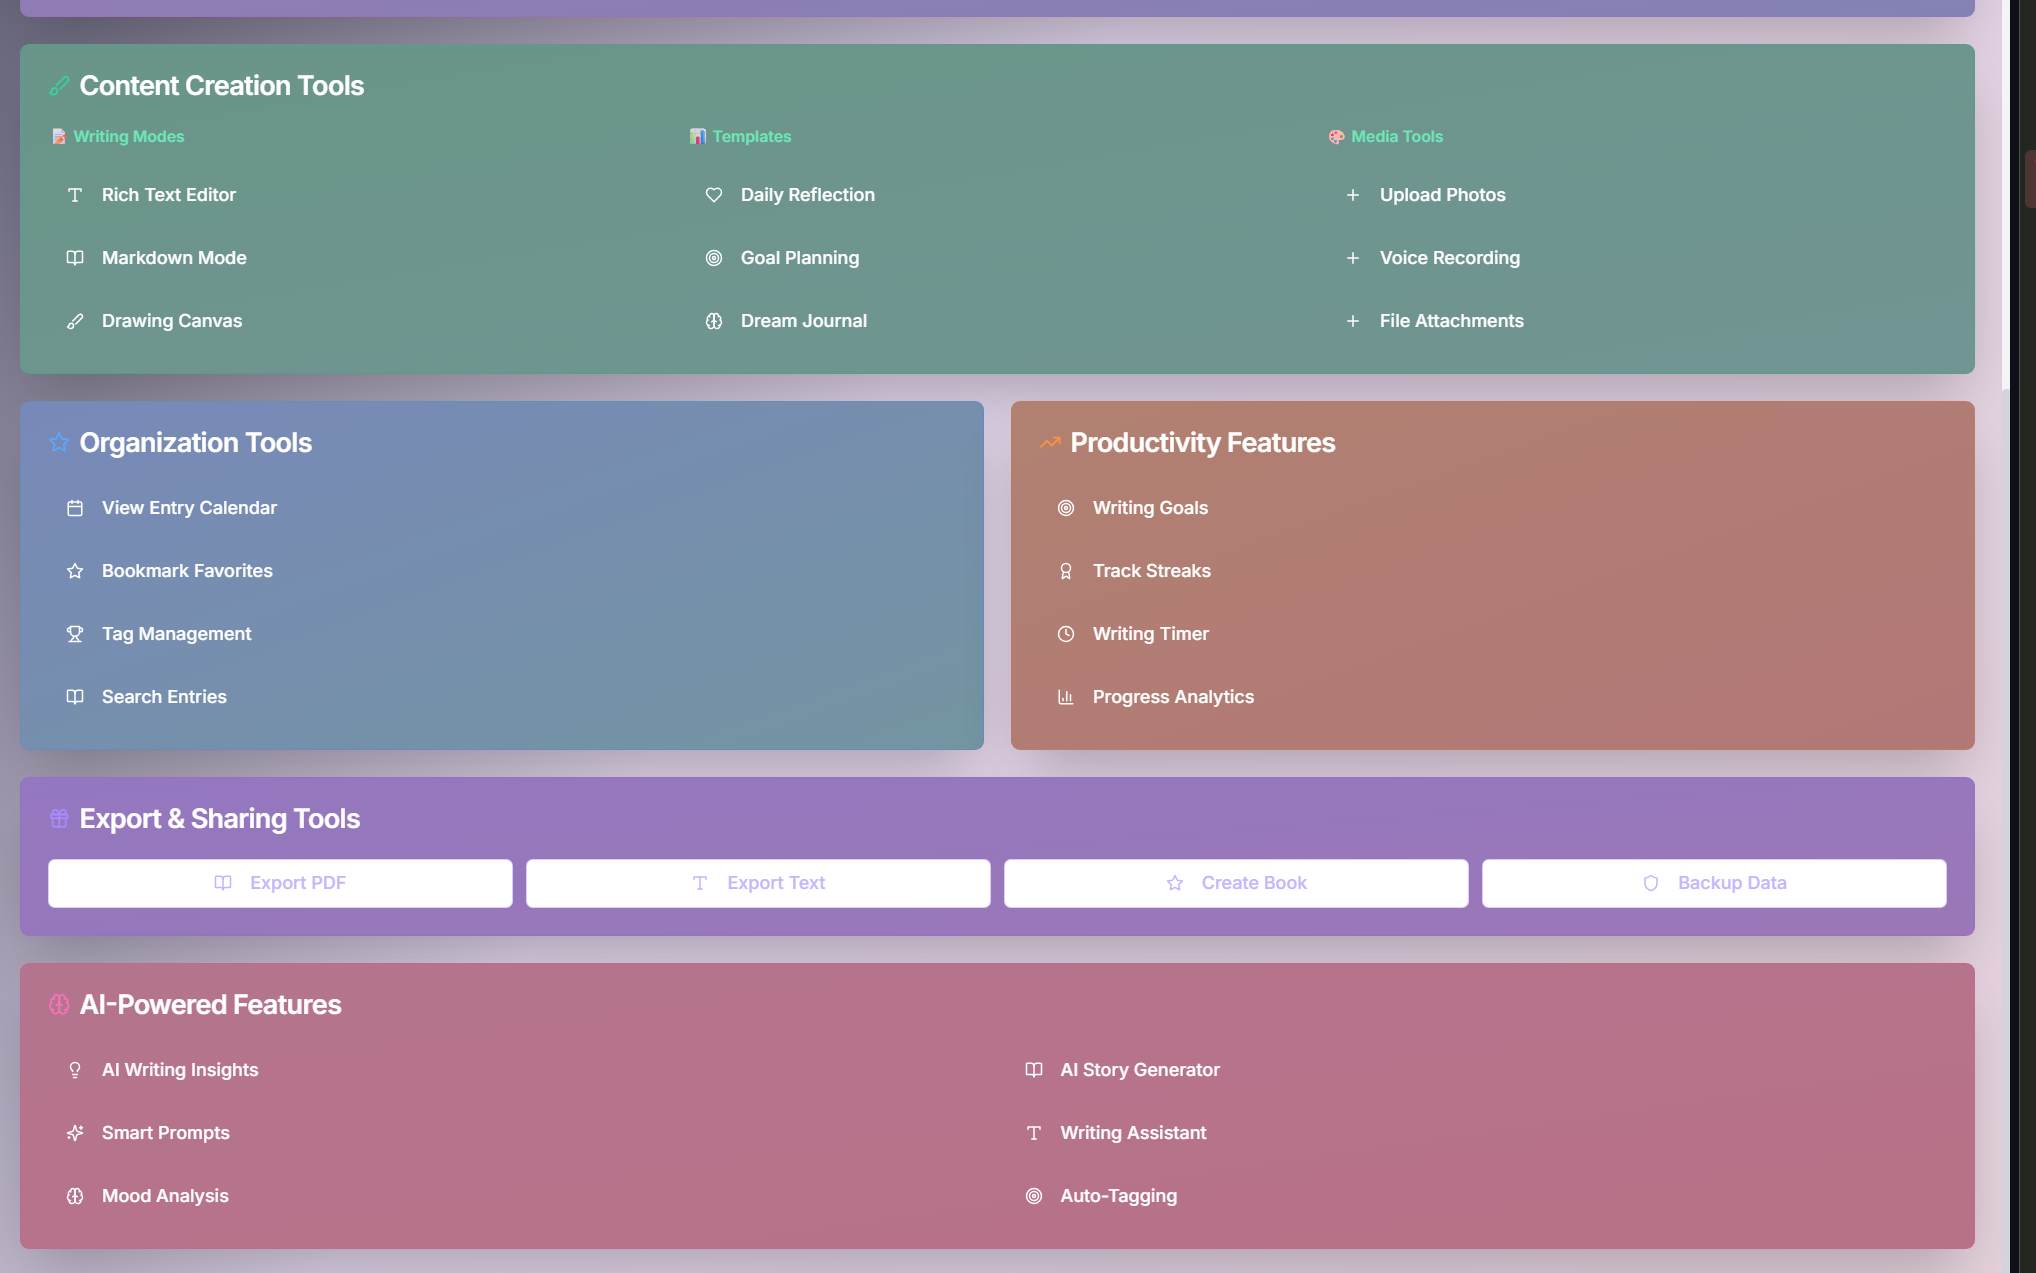 Content Creation Tools
Writing Modes
Rich Text Editor
Markdown Mode
Drawing Canvas
Templates
Daily Reflection
Goal Planning
Dream Journal
Media Tools
Upload Photos
Voice Recording
File Attachments
Organization Tools
View Entry Calendar
Bookmark Favorites
Tag Management
Search Entries
Productivity Features
Writing Goals
Track Streaks
Writing Timer
Progress Analytics
Export & Sharing Tools
Export PDF
Export Text
Create Book
Backup Data
AI-Powered Features
AI Writing Insights
Smart Prompts
Mood Analysis
AI Story Generator
Writing Assistant
Auto-Tagging